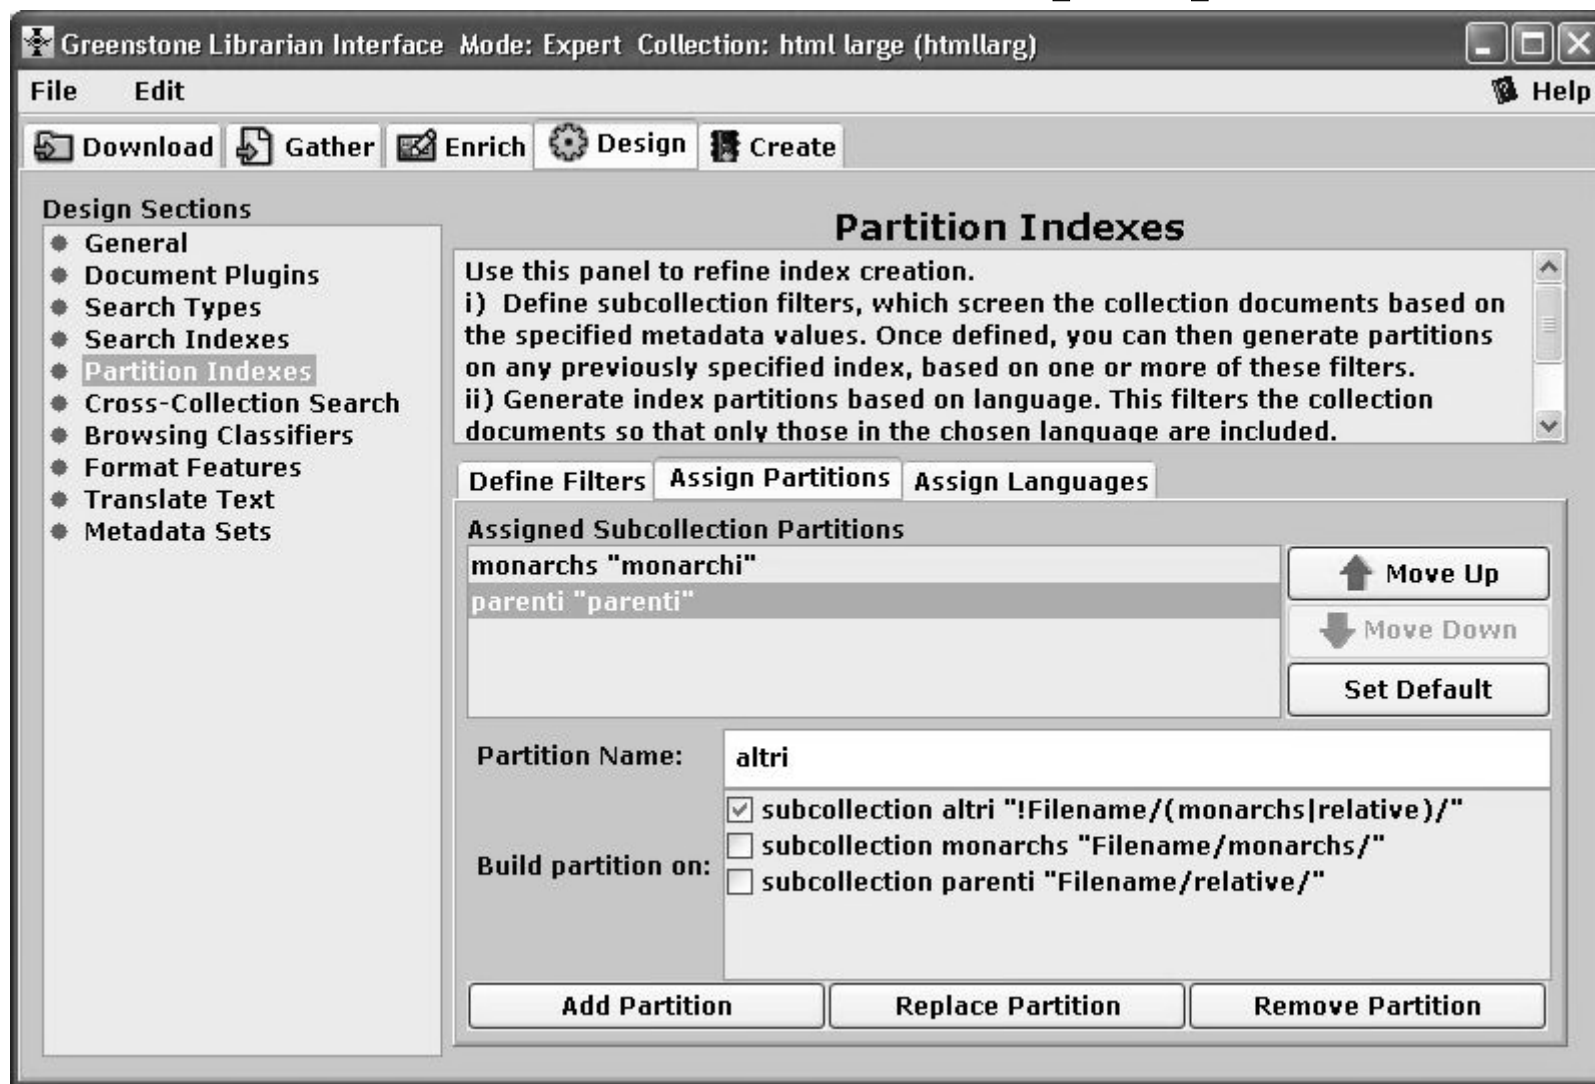 Greenstone Librarian Interface  Mode: Expert  Collection: html large (htmllarg)
File Edit Help
Download Gather Enrich Design Create
Design Sections
General
Document Plugins
Search Types
Search Indexes
Partition Indexes
Cross-Collection Search
Browsing Classifiers
Format Features
Translate Text
Metadata Sets
Partition Indexes
Use this panel to refine index creation.
i)  Define subcollection filters, which screen the collection documents based on
the specified metadata values. Once defined, you can then generate partitions
on any previously specified index, based on one or more of these filters.
ii) Generate index partitions based on language. This filters the collection
documents so that only those in the chosen language are included.
Define Filters Assign Partitions Assign Languages
Assigned Subcollection Partitions
monarchs "monarchi"
parenti "parenti"
Move Up
Move Down
Set Default
Partition Name: altri
Build partition on:
subcollection altri "!Filename/(monarchs|relative)/"
subcollection monarchs "Filename/monarchs/"
subcollection parenti "Filename/relative/"
Add Partition Replace Partition Remove Partition